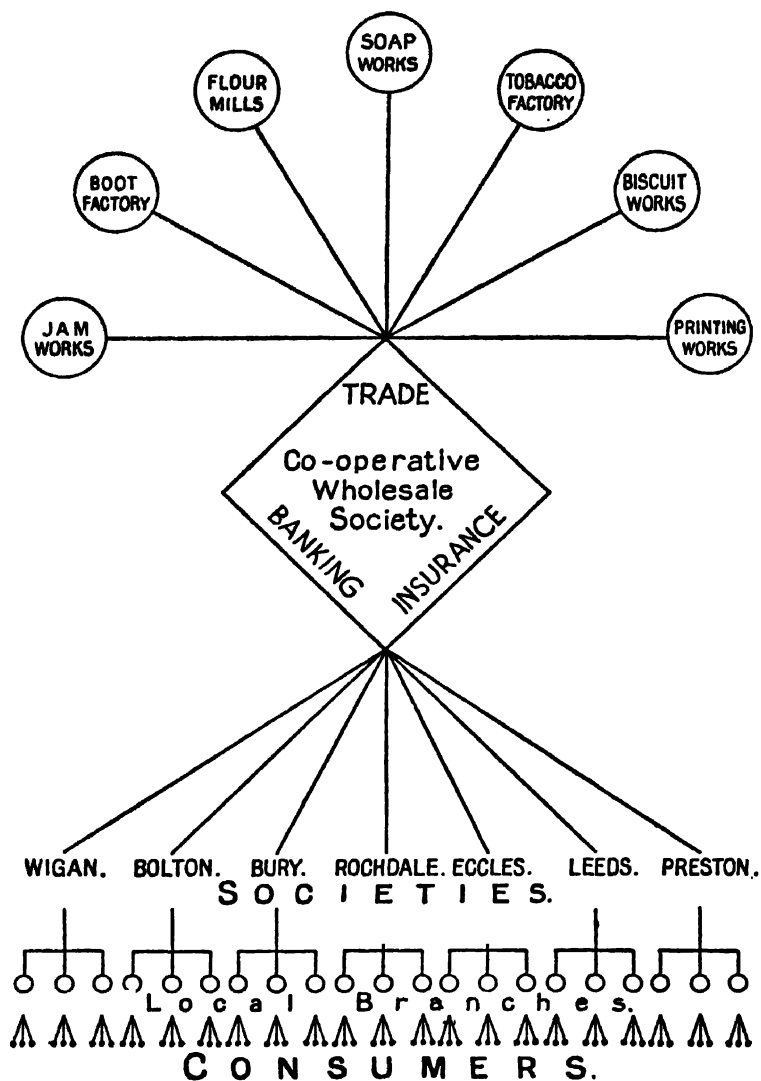 SOAP
WORKS
FLOUR
MILLS
TOBACCO
FACTORY
BOOT
FACTORY
BISCUIT
WORKS
JAM
WORKS
PRINTING
WORKS
TRADE
Co-operative
Wholesale
Society.
BANKING
INSURANCE
WIGAN. BOLTON. BURY. ROCHDALE. ECCLES. LEEDS. PRESTON.
SOCIETIES.
Local Branches.
CONSUMERS.